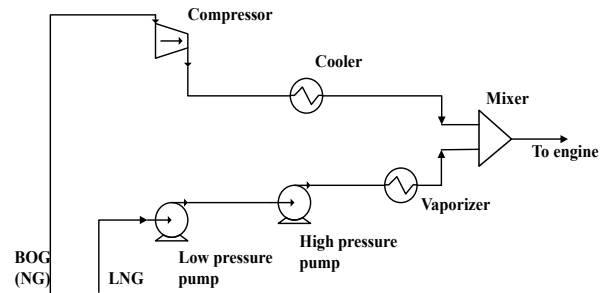 Compressor
Cooler
Mixer
To engine
Vaporizer
High pressure
pump
Low pressure
pump
BOG
(NG)
LNG